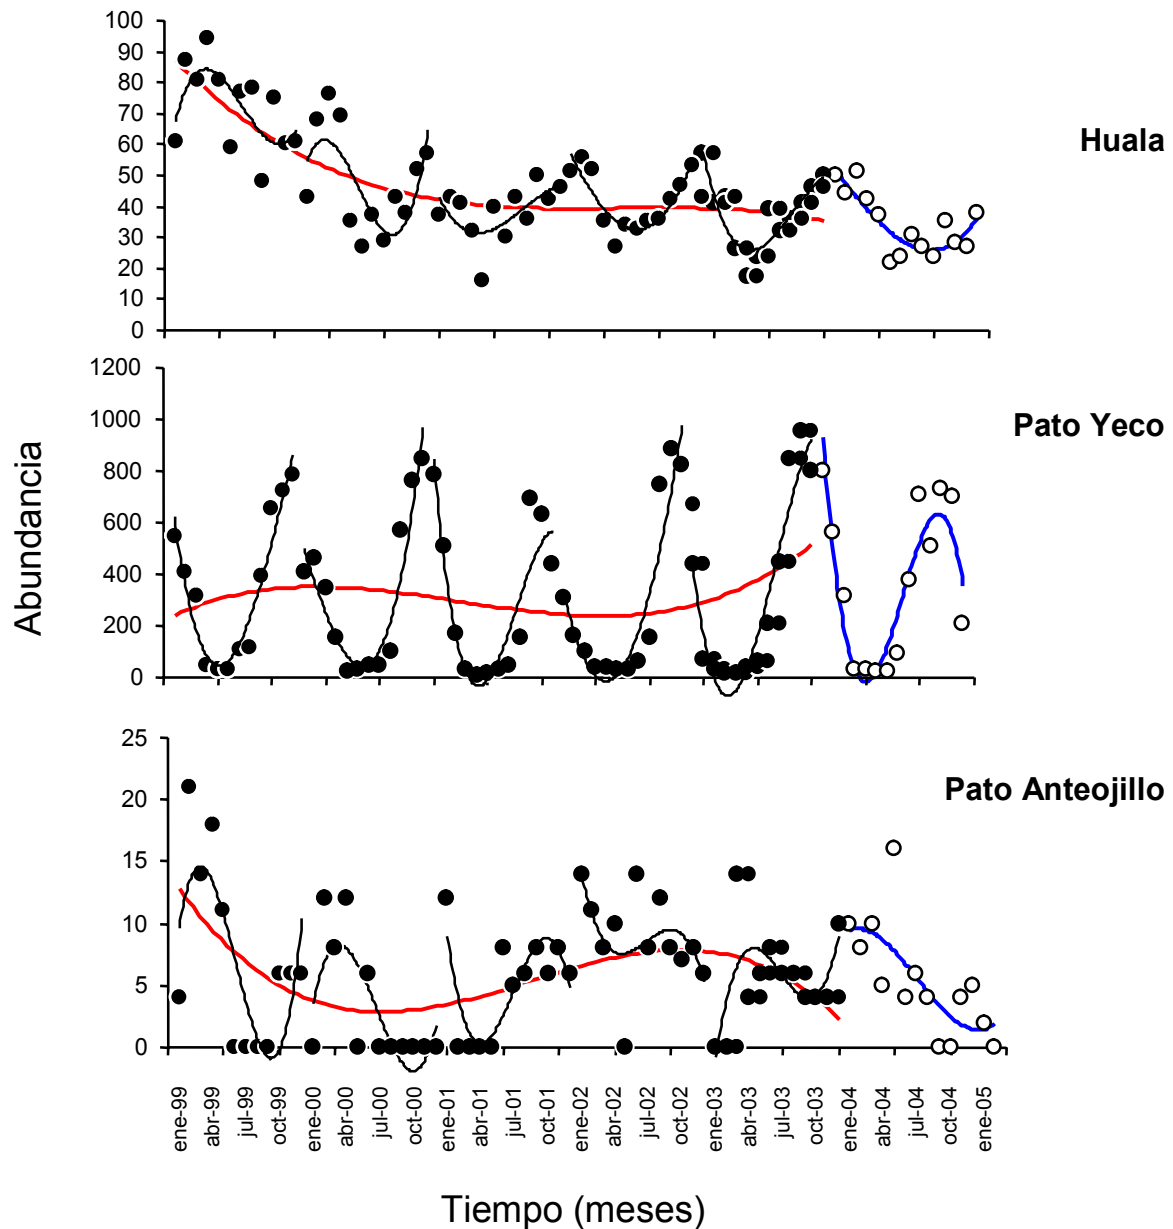 100
90
80
70
60
50
40
30
20
10
0
Huala
1200
1000
800
600
400
200
0
Pato Yeco
Abundancia
25
20
15
10
5
0
Pato Anteojillo
ene-99
abr-99
jul-99
oct-99
ene-00
abr-00
jul-00
oct-00
ene-01
abr-01
jul-01
oct-01
ene-02
abr-02
jul-02
oct-02
ene-03
abr-03
jul-03
oct-03
ene-04
abr-04
jul-04
oct-04
ene-05
Tiempo (meses)